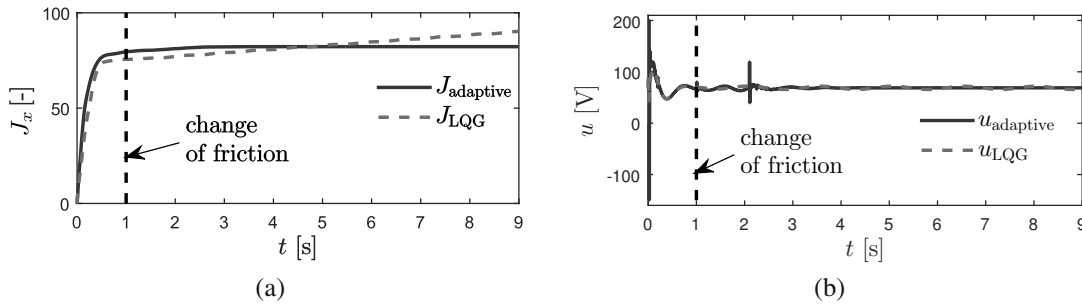 100
50
0
J_x [-]
J_adaptive
J_LQG
change
of friction
0 1 2 3 4 5 6 7 8 9
t [s]
(a)
200
100
0
-100
u [V]
u_adaptive
u_LQG
change
of friction
0 1 2 3 4 5 6 7 8 9
t [s]
(b)